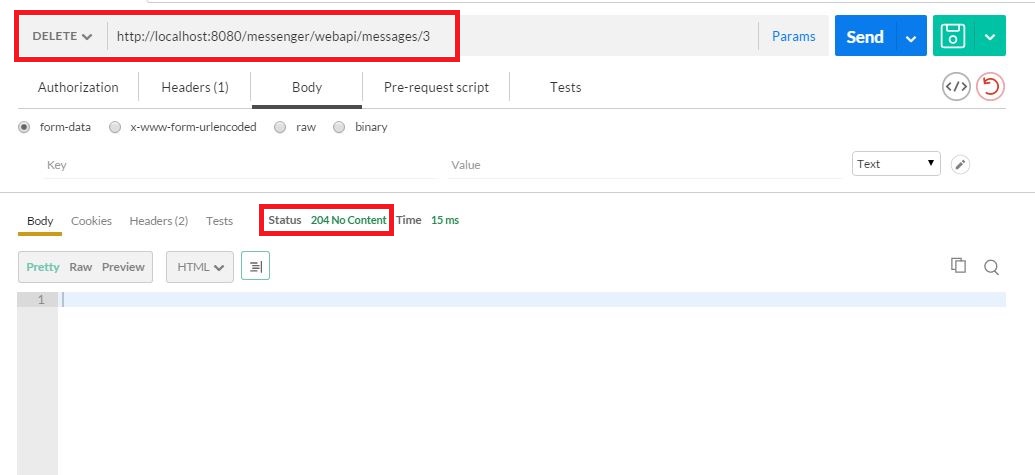 DELETE http://localhost:8080/messenger/webapi/messages/3 Params Send
Authorization Headers (1) Body Pre-request script Tests </>
form-data x-www-form-urlencoded raw binary
Key Value Text
Body Cookies Headers (2) Tests Status 204 No Content Time 15 ms
Pretty Raw Preview HTML
1